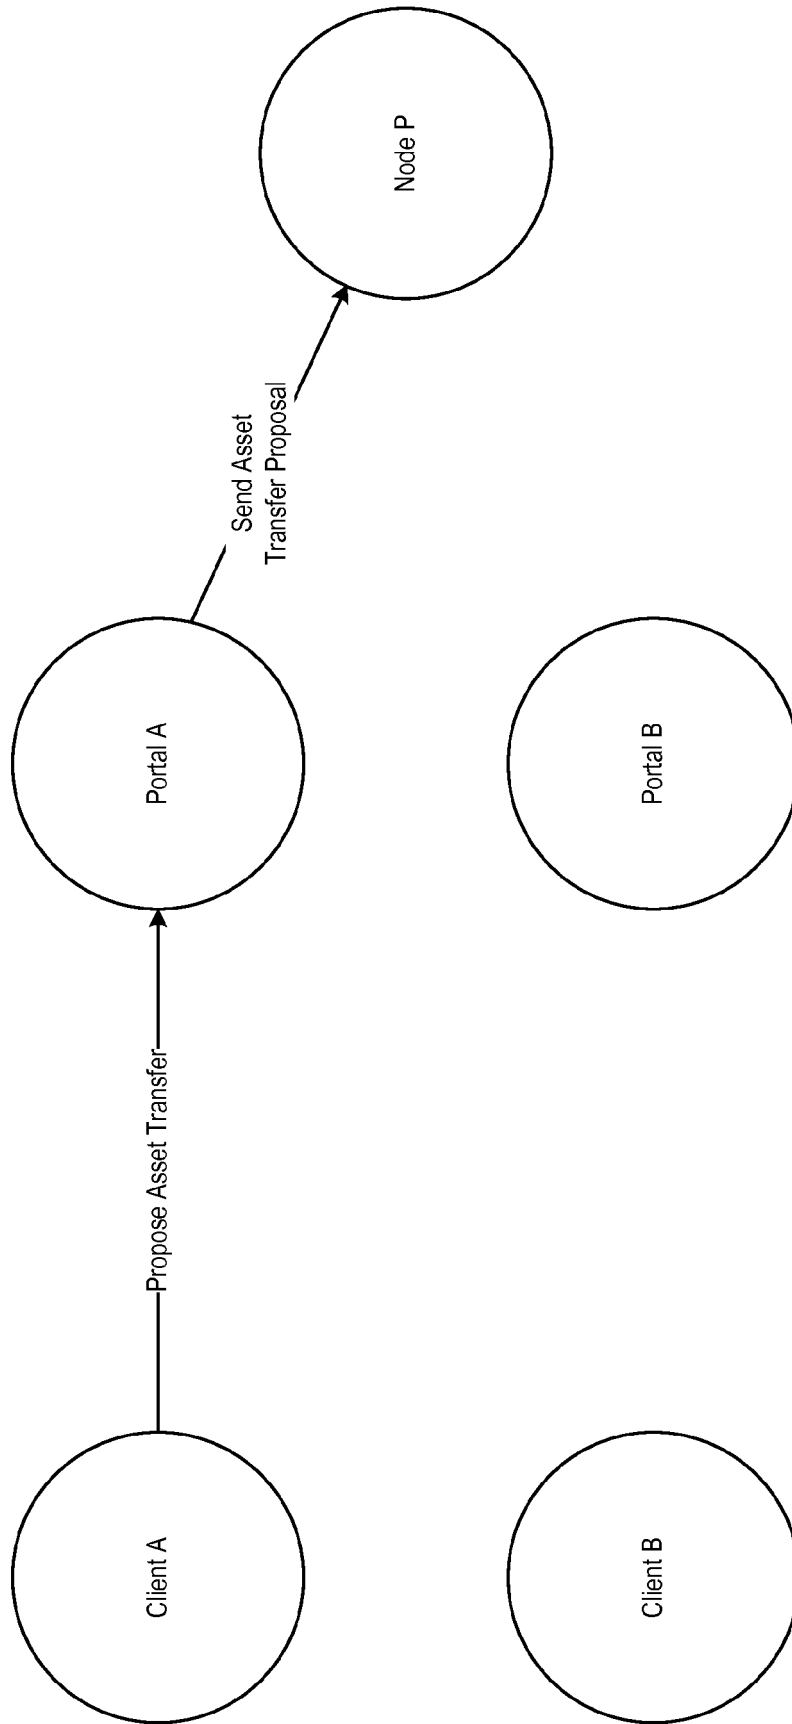 Client A
Propose Asset Transfer
Portal A
Send Asset
Transfer Proposal
Node P
Client B
Portal B